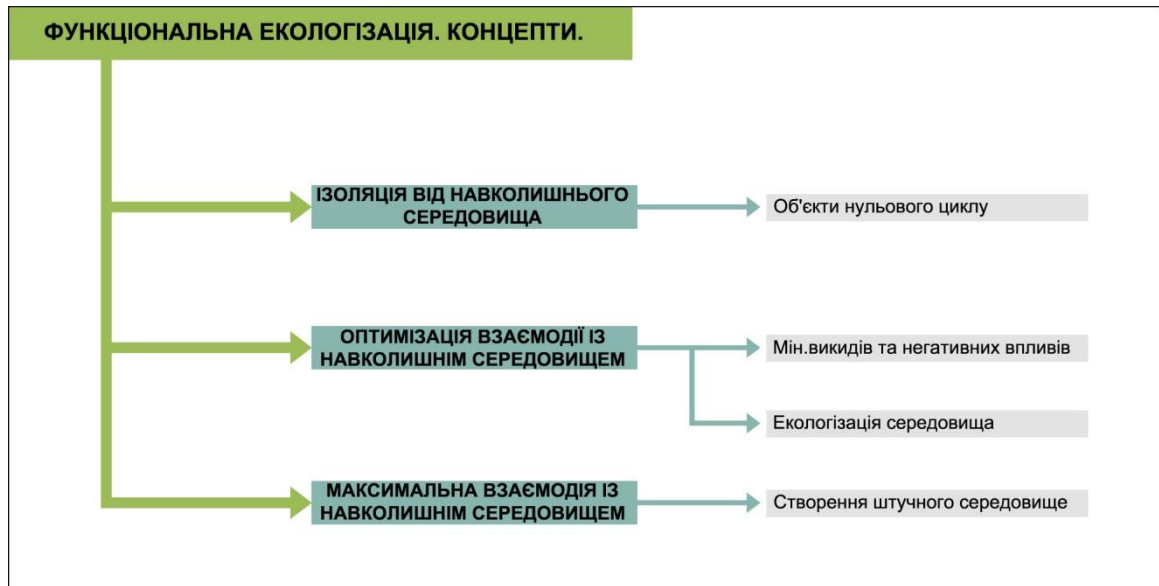 ФУНКЦІОНАЛЬНА ЕКОЛОГІЗАЦІЯ. КОНЦЕПТИ.
ІЗОЛЯЦІЯ ВІД НАВКОЛИШНЬОГО
СЕРЕДОВИЩА
Об'єкти нульового циклу
ОПТИМІЗАЦІЯ ВЗАЄМОДІЇ ІЗ
НАВКОЛИШНІМ СЕРЕДОВИЩЕМ
Мін.викидів та негативних впливів
Екологізація середовища
МАКСИМАЛЬНА ВЗАЄМОДІЯ ІЗ
НАВКОЛИШНІМ СЕРЕДОВИЩЕМ
Створення штучного середовище